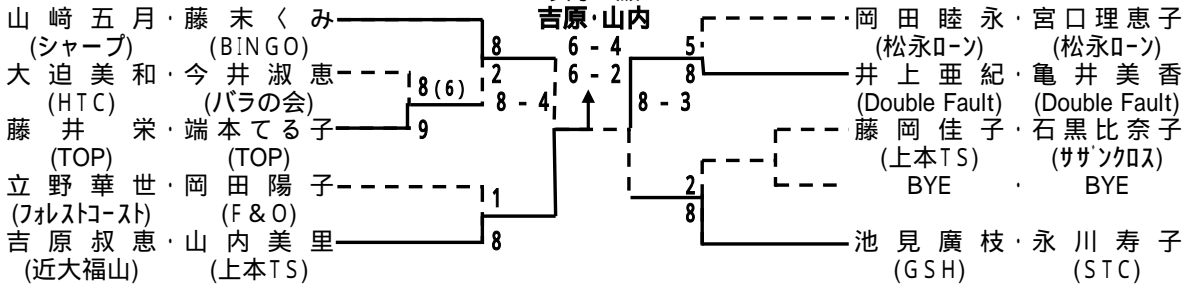 山﨑五月・藤末くみ
(シャープ) (BINGO)
大迫美和・今井淑恵
(HTC) (バラの会)
藤井 栄・端本てる子
(TOP) (TOP)
立野華世・岡田陽子
(フォレストコースト) (F&O)
吉原叔恵・山内美里
(近大福山) (上本TS)
8
2
8(6)
9
8 - 4
1
8
吉原・山内
6 - 4
6 - 2
5
8
8 - 3
2
8
岡田睦永・宮口理恵子
(松永ローン) (松永ローン)
井上亜紀・亀井美香
(Double Fault) (Double Fault)
藤岡佳子・石黒比奈子
(上本TS) (サザンクロス)
BYE ・ BYE
池見廣枝・永川寿子
(GSH) (STC)